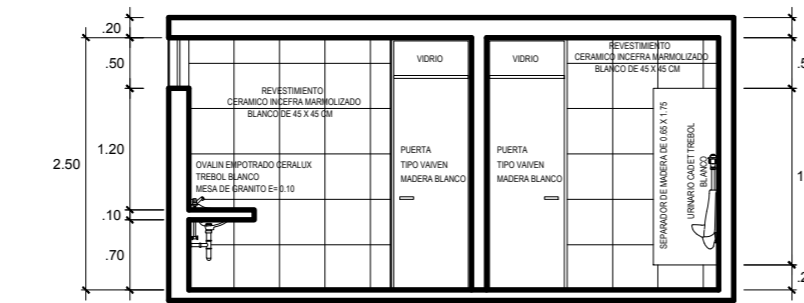 .20
.50
1.20
2.50
.10
.70
REVESTIMIENTO
CERAMICO INCEFRA MARMOLIZADO
BLANCO DE 45 X 45 CM
OVALIN EMPOTRADO CERALUX
TREBOL BLANCO
MESA DE GRANITO E= 0.10
VIDRIO
PUERTA
TIPO VAIVEN
MADERA BLANCO
VIDRIO
PUERTA
TIPO VAIVEN
MADERA BLANCO
REVESTIMIENTO
CERAMICO INCEFRA MARMOLIZADO
BLANCO DE 45 X 45 CM
SEPARADOR DE MADERA DE 0.65 X 1.75
URINARIO CADET TREBOL
BLANCO